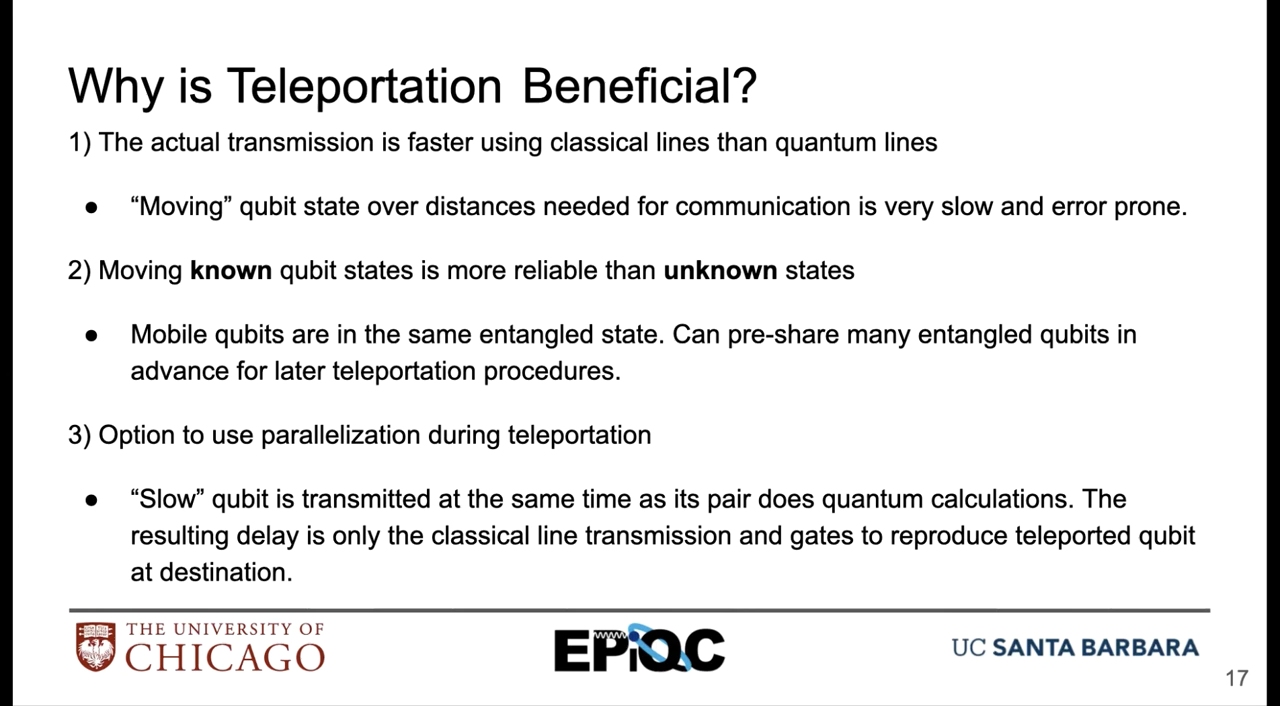 Why is Teleportation Beneficial?
1) The actual transmission is faster using classical lines than quantum lines
● “Moving” qubit state over distances needed for communication is very slow and error prone.
2) Moving known qubit states is more reliable than unknown states
● Mobile qubits are in the same entangled state. Can pre-share many entangled qubits in
advance for later teleportation procedures.
3) Option to use parallelization during teleportation
● “Slow” qubit is transmitted at the same time as its pair does quantum calculations. The
resulting delay is only the classical line transmission and gates to reproduce teleported qubit
at destination.
THE UNIVERSITY OF
CHICAGO
EPiQC
UC SANTA BARBARA
17